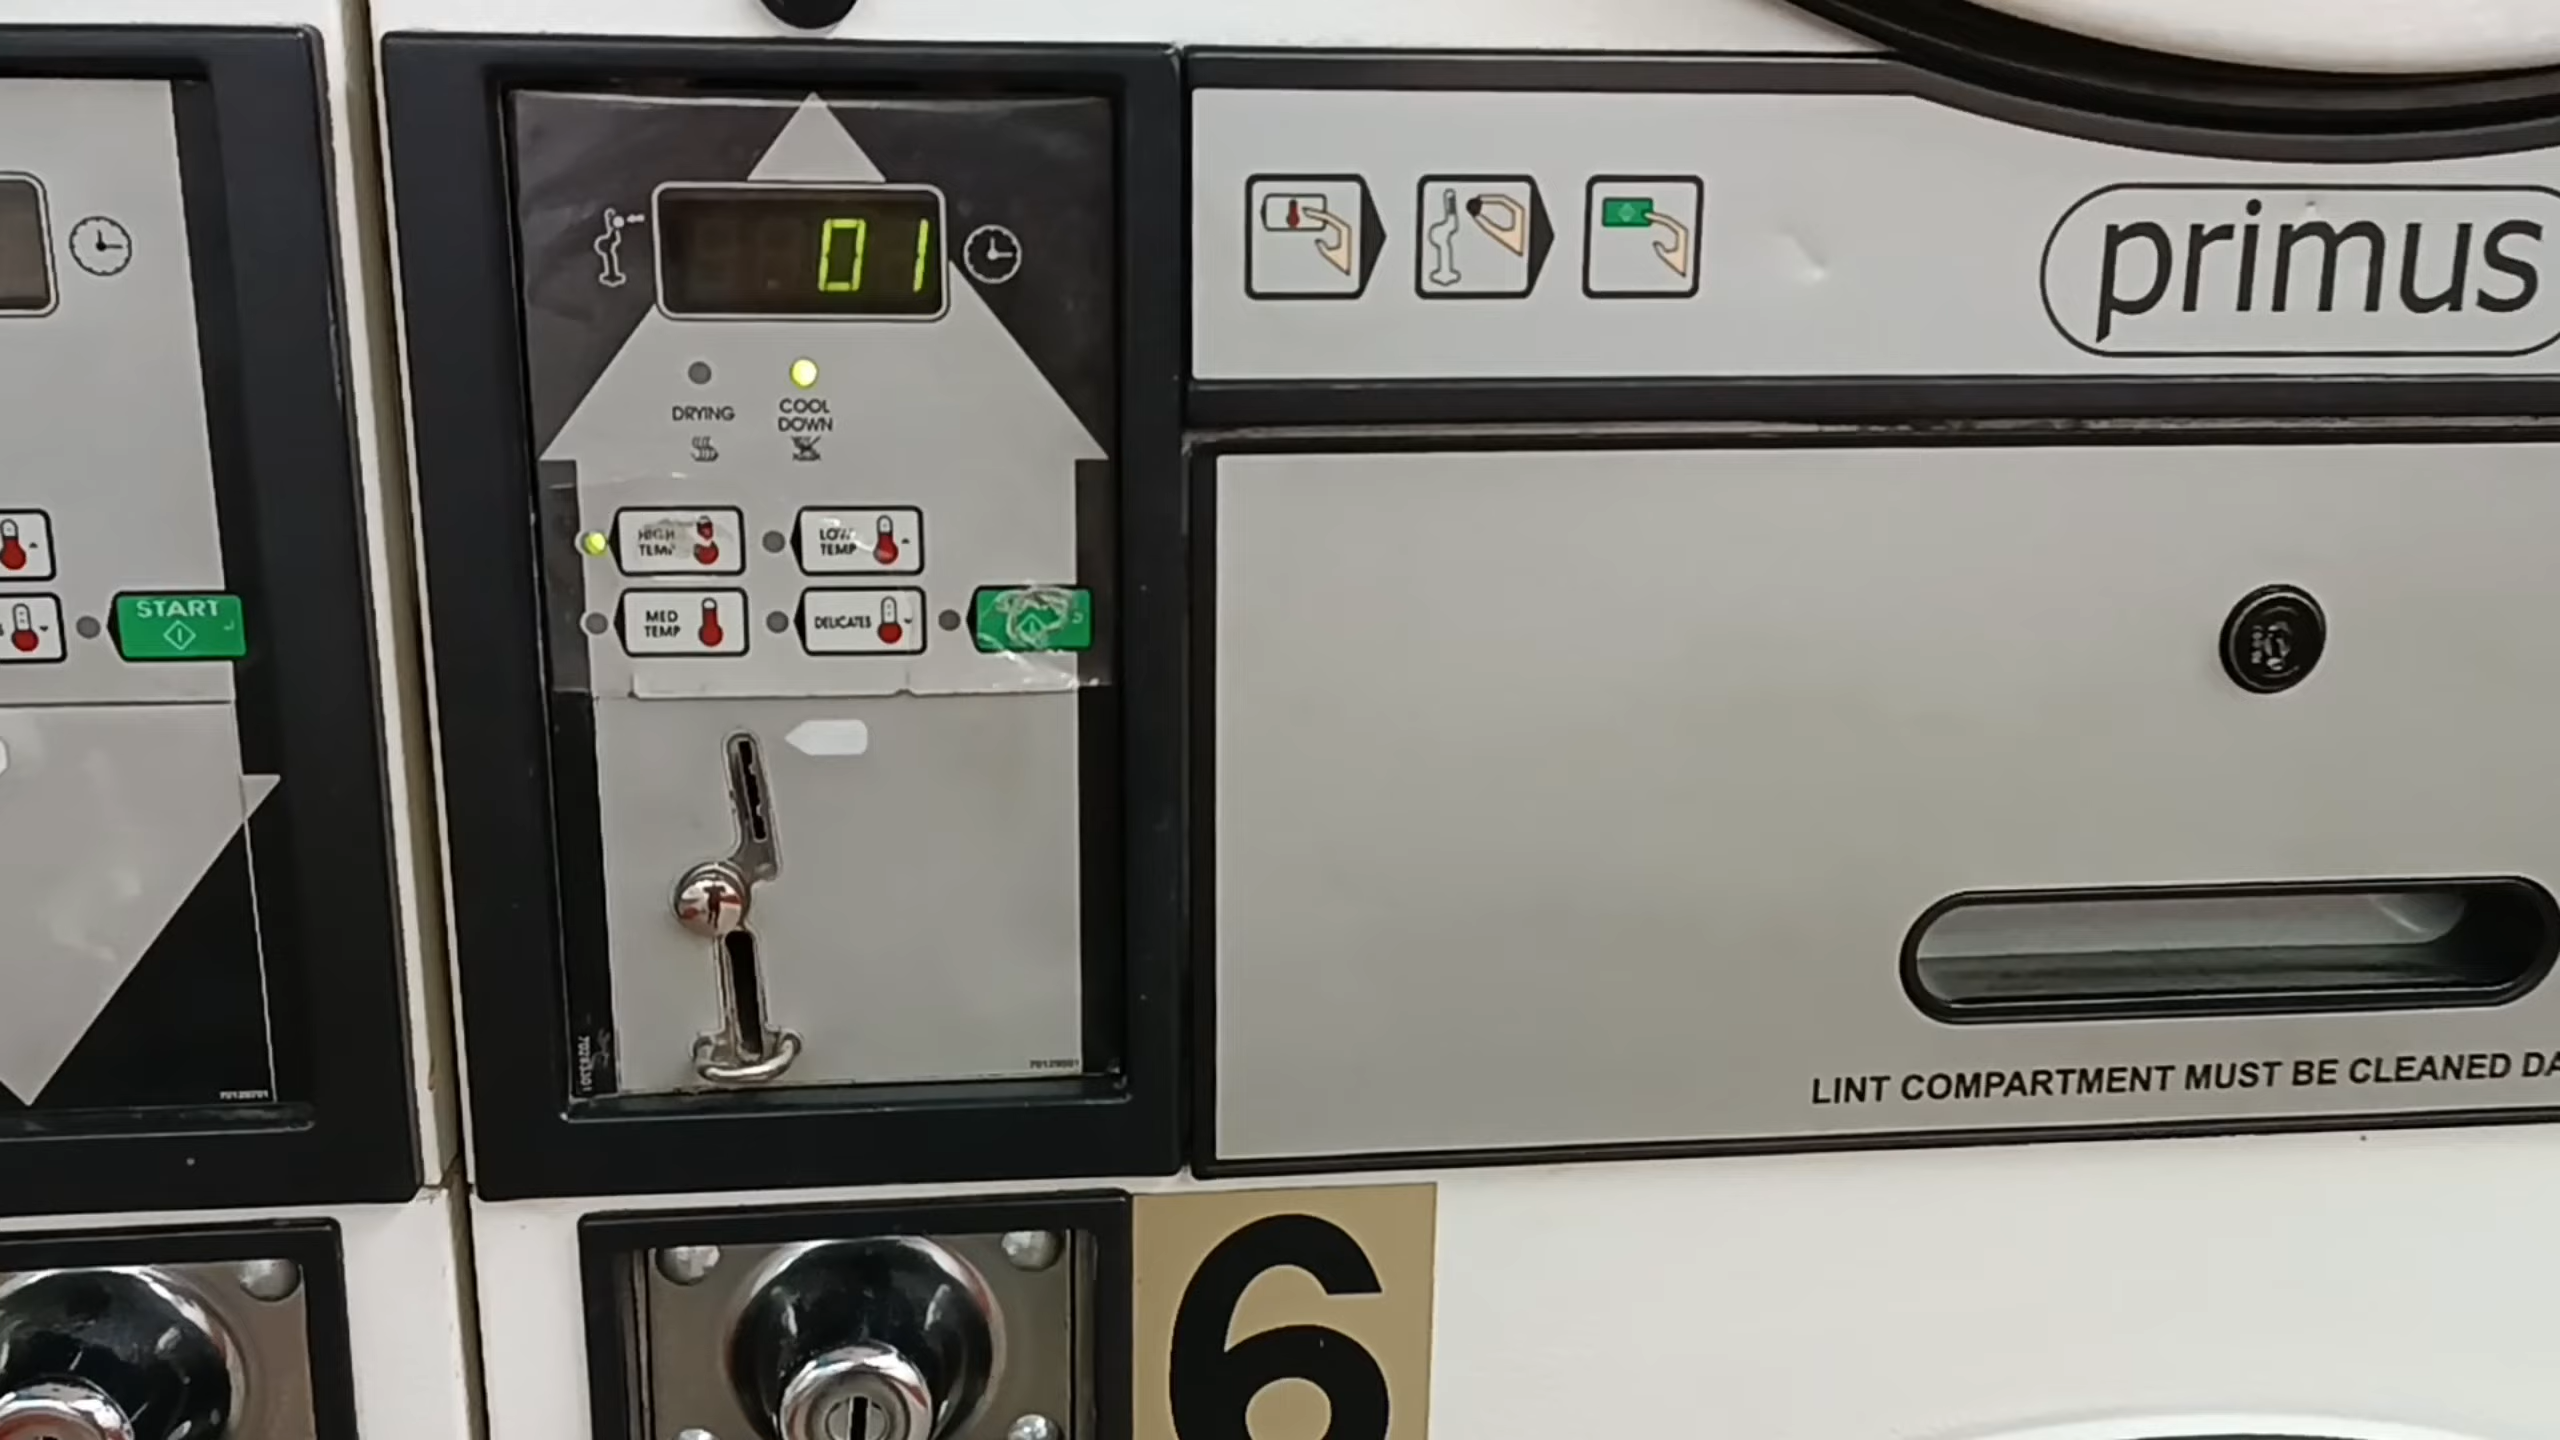 01
primus
DRYING
COOL
DOWN
HIGH
TEMP
LOW
TEMP
MED
TEMP
DELICATES
START
LINT COMPARTMENT MUST BE CLEANED
6